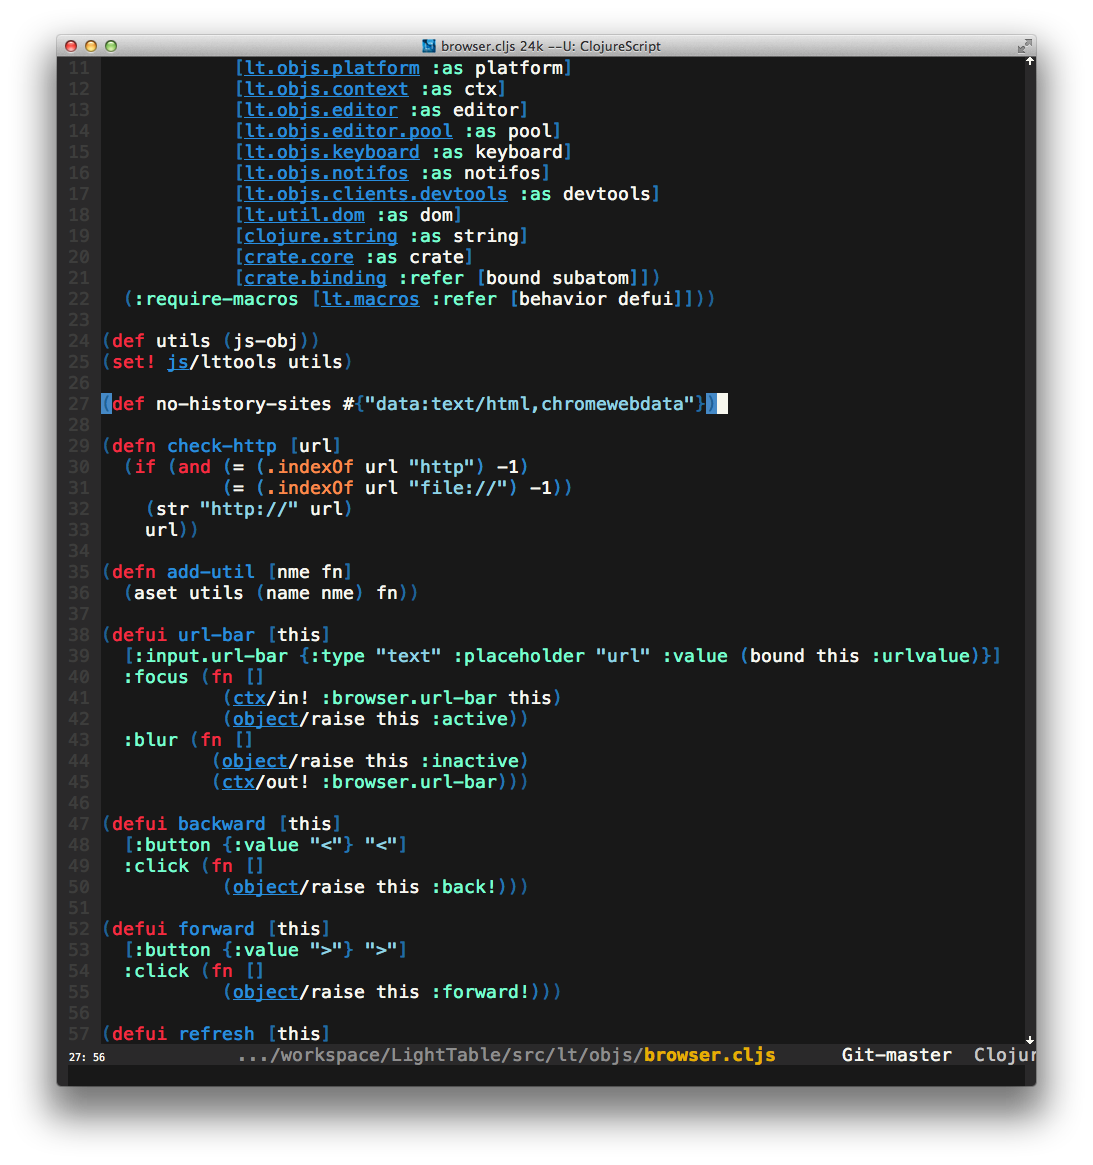 browser.cljs 24k --U: ClojureScript
11             [lt.objs.platform :as platform]
12             [lt.objs.context :as ctx]
13             [lt.objs.editor :as editor]
14             [lt.objs.editor.pool :as pool]
15             [lt.objs.keyboard :as keyboard]
16             [lt.objs.notifos :as notifos]
17             [lt.objs.clients.devtools :as devtools]
18             [lt.util.dom :as dom]
19             [clojure.string :as string]
20             [crate.core :as crate]
21             [crate.binding :refer [bound subatom]])
22   (:require-macros [lt.macros :refer [behavior defui]]))
23
24 (def utils (js-obj))
25 (set! js/lttools utils)
26
27 (def no-history-sites #{"data:text/html,chromewebdata"})
28
29 (defn check-http [url]
30   (if (and (= (.indexOf url "http") -1)
31            (= (.indexOf url "file://") -1))
32     (str "http://" url)
33     url))
34
35 (defn add-util [nme fn]
36   (aset utils (name nme) fn))
37
38 (defui url-bar [this]
39   [:input.url-bar {:type "text" :placeholder "url" :value (bound this :urlvalue)}]
40   :focus (fn []
41            (ctx/in! :browser.url-bar this)
42            (object/raise this :active))
43   :blur (fn []
44           (object/raise this :inactive)
45           (ctx/out! :browser.url-bar)))
46
47 (defui backward [this]
48   [:button {:value "<"} "<"]
49   :click (fn []
50            (object/raise this :back!)))
51
52 (defui forward [this]
53   [:button {:value ">"} ">"]
54   :click (fn []
55            (object/raise this :forward!)))
56
57 (defui refresh [this]
27: 56 .../workspace/LightTable/src/lt/objs/browser.cljs Git-master Clojur